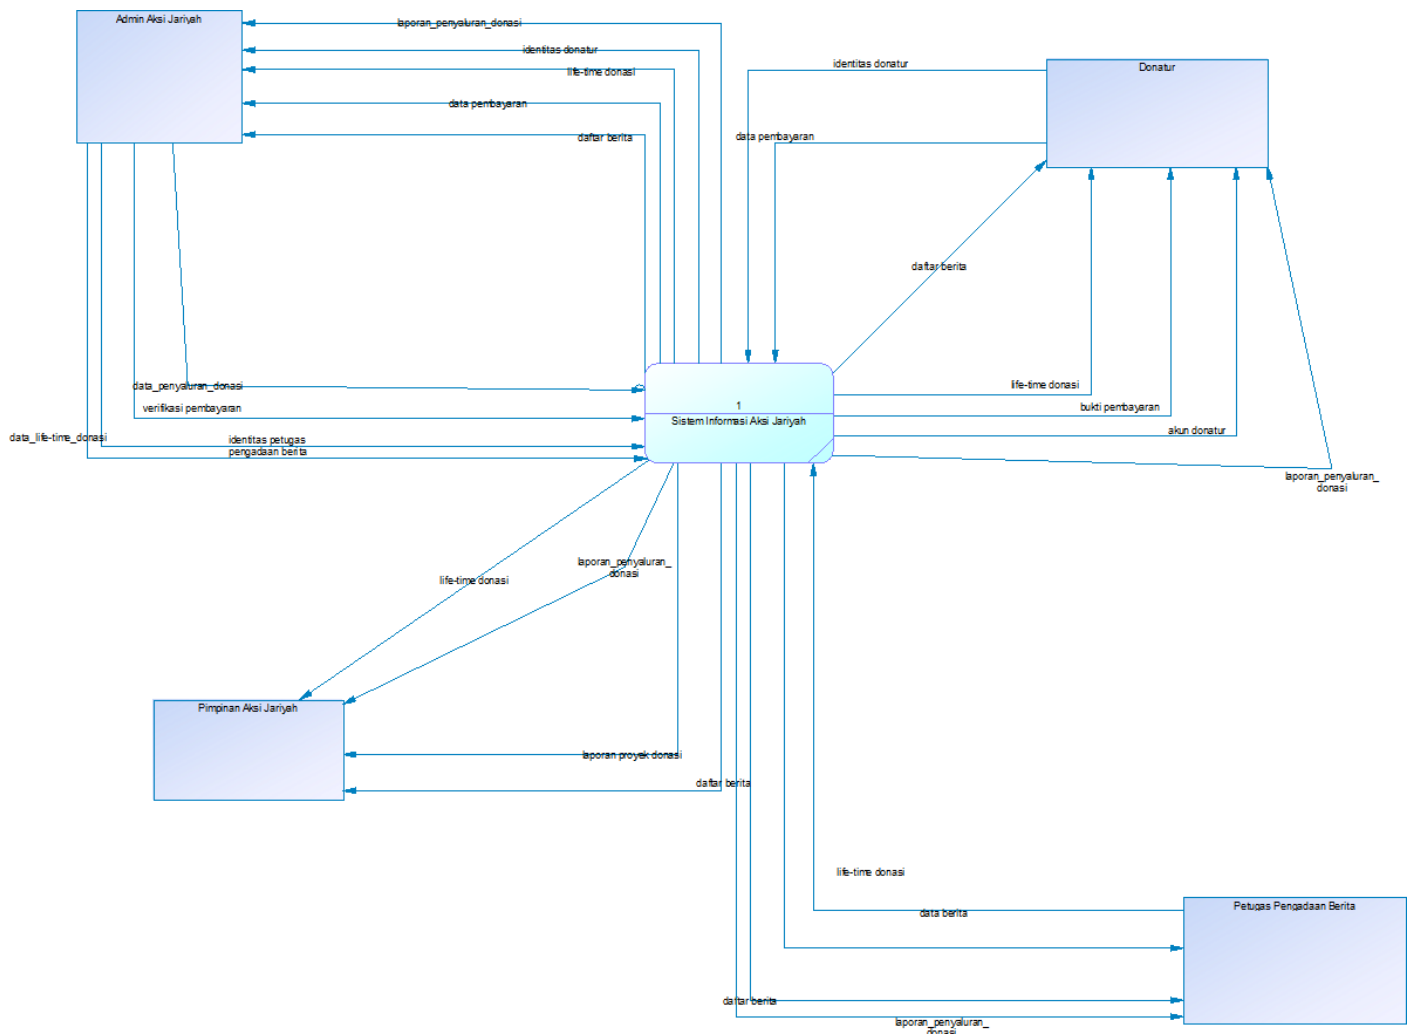 Admin Aksi Jariyah
laporan_penyaluran_donasi
identitas donatur
life-time donasi
data pembayaran
daftar berita
identitas donatur
Donatur
data pembayaran
daftar berita
data_penyaluran_donasi
verifikasi pembayaran
data_life-time_donasi
identitas petugas
pengadaan berita
1
Sistem Informasi Aksi Jariyah
life-time donasi
bukti pembayaran
akun donatur
laporan_penyaluran_
donasi
life-time donasi
laporan_penyaluran_
donasi
Pimpinan Aksi Jariyah
laporan proyek donasi
daftar berita
life-time donasi
data berita
Petugas Pengadaan Berita
daftar berita
laporan_penyaluran_
donasi